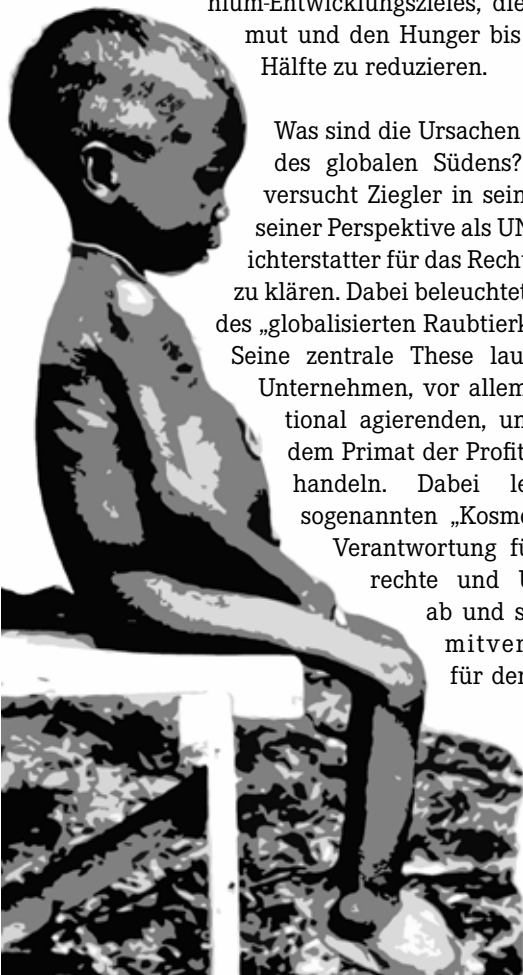 nium-Entwicklungszieles, die
mut und den Hunger bis
Hälfte zu reduzieren.
Was sind die Ursachen
des globalen Südens?
versucht Ziegler in sein
seiner Perspektive als UN
ichterstatter für das Recht
zu klären. Dabei beleuchtet
des „globalisierten Raubtierk
Seine zentrale These lau
Unternehmen, vor allem
tional agierenden, un
dem Primat der Profit
handeln. Dabei le
sogenannten „Kosmo
Verantwortung fü
rechte und U
ab und s
mitver
für der